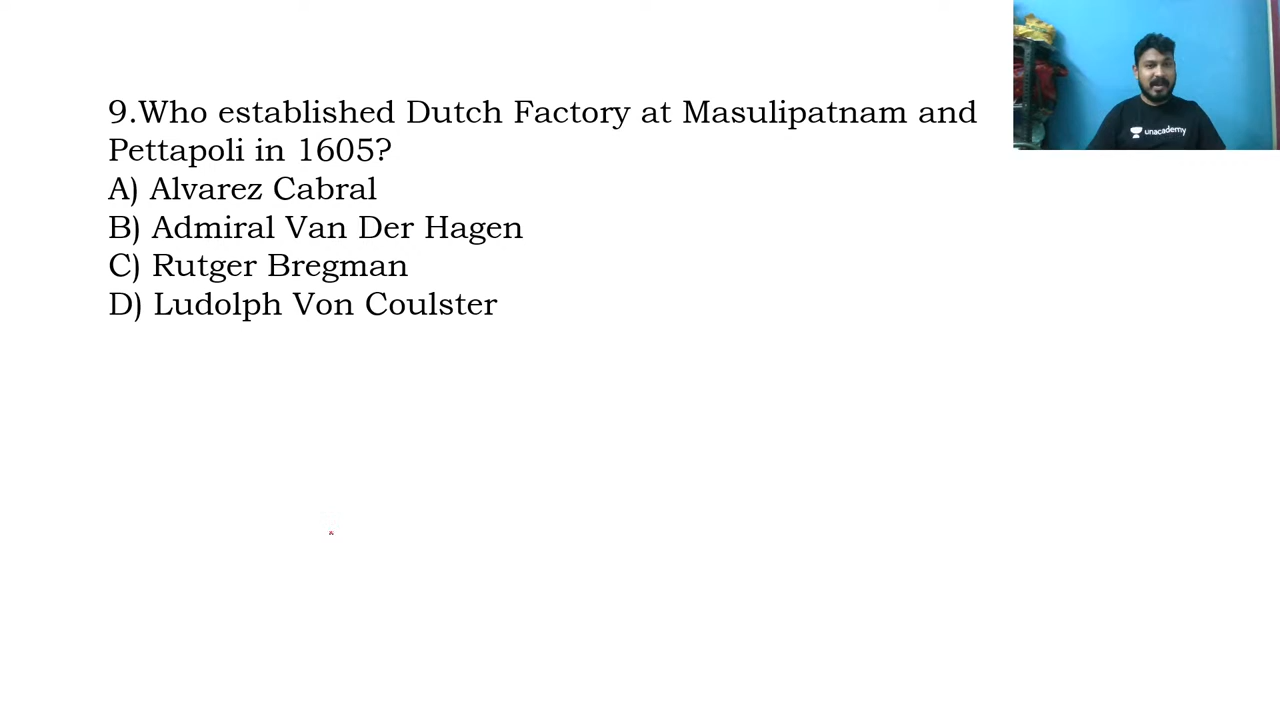 9.Who established Dutch Factory at Masulipatnam and
Pettapoli in 1605?
A) Alvarez Cabral
B) Admiral Van Der Hagen
C) Rutger Bregman
D) Ludolph Von Coulster
unacademy